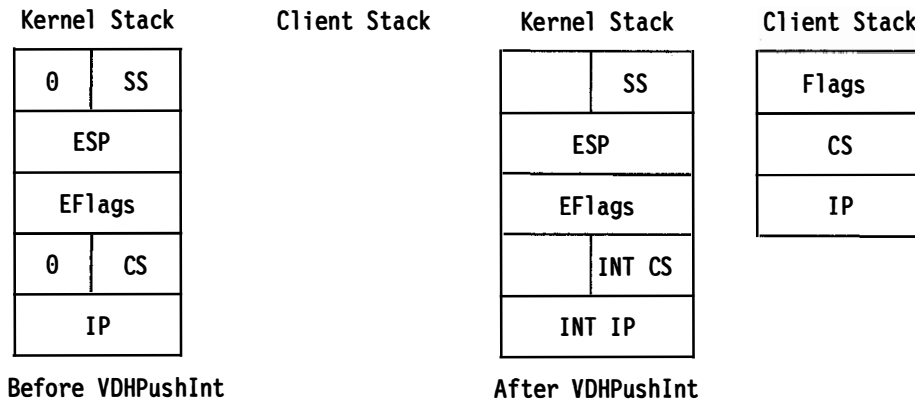 Kernel Stack Client Stack Kernel Stack Client Stack
0 SS SS Flags
ESP ESP CS
EFlags EFlags IP
0 CS INT CS
IP INT IP
Before VDHPushInt After VDHPushInt